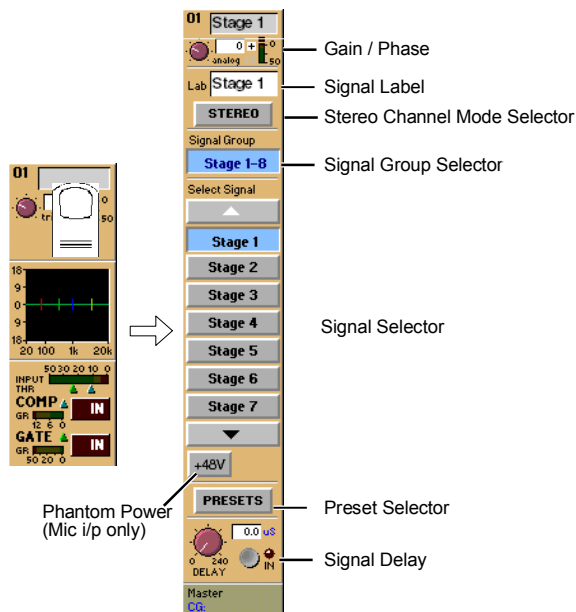 01 Stage 1
0 + 0
analog 50
Gain / Phase
Lab Stage 1
Signal Label
STEREO
Stereo Channel Mode Selector
Signal Group
Stage 1-8
Signal Group Selector
Select Signal
Stage 1
Stage 2
Stage 3
Stage 4
Stage 5
Stage 6
Stage 7
Signal Selector
+48V
Phantom Power
(Mic i/p only)
PRESETS
Preset Selector
0.0 uS
0 240
DELAY
IN
Signal Delay
Master
CG:
01
0
50
18
9
0
9
18
20 100 1k 20k
50 30 20 10 0
INPUT
THR
COMP IN
GR
12 6 0
GATE IN
GR
50 20 0